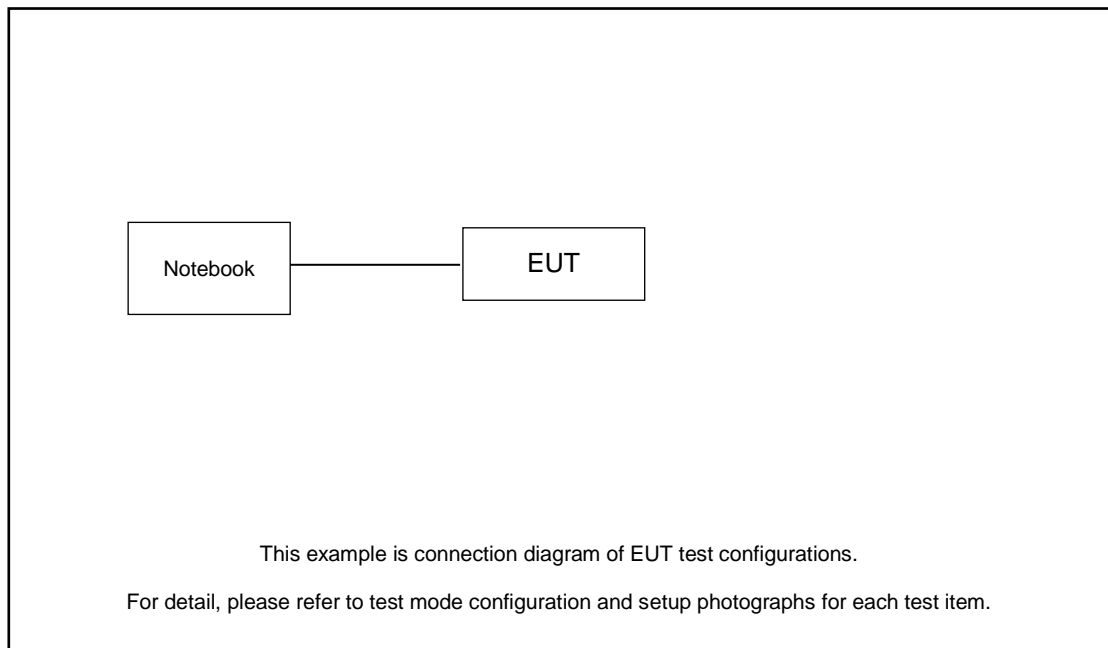 Notebook
EUT
This example is connection diagram of EUT test configurations.
For detail, please refer to test mode configuration and setup photographs for each test item.